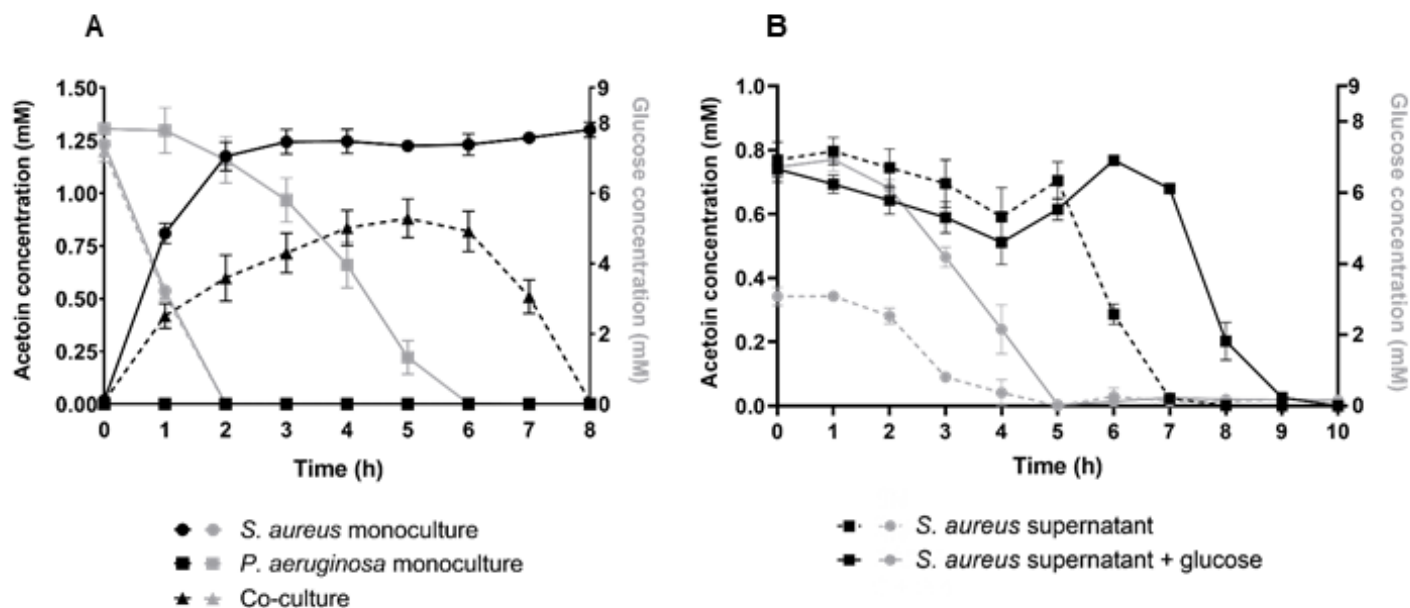 A
1.50
1.25
1.00
0.75
0.50
0.25
0.00
Acetoin concentration (mM)
9
8
6
4
2
0
Glucose concentration (mM)
0 1 2 3 4 5 6 7 8
Time (h)
S. aureus monoculture
P. aeruginosa monoculture
Co-culture
B
1.0
0.8
0.6
0.4
0.2
0.0
Acetoin concentration (mM)
9
8
6
4
2
0
Glucose concentration (mM)
0 1 2 3 4 5 6 7 8 9 10
Time (h)
S. aureus supernatant
S. aureus supernatant + glucose